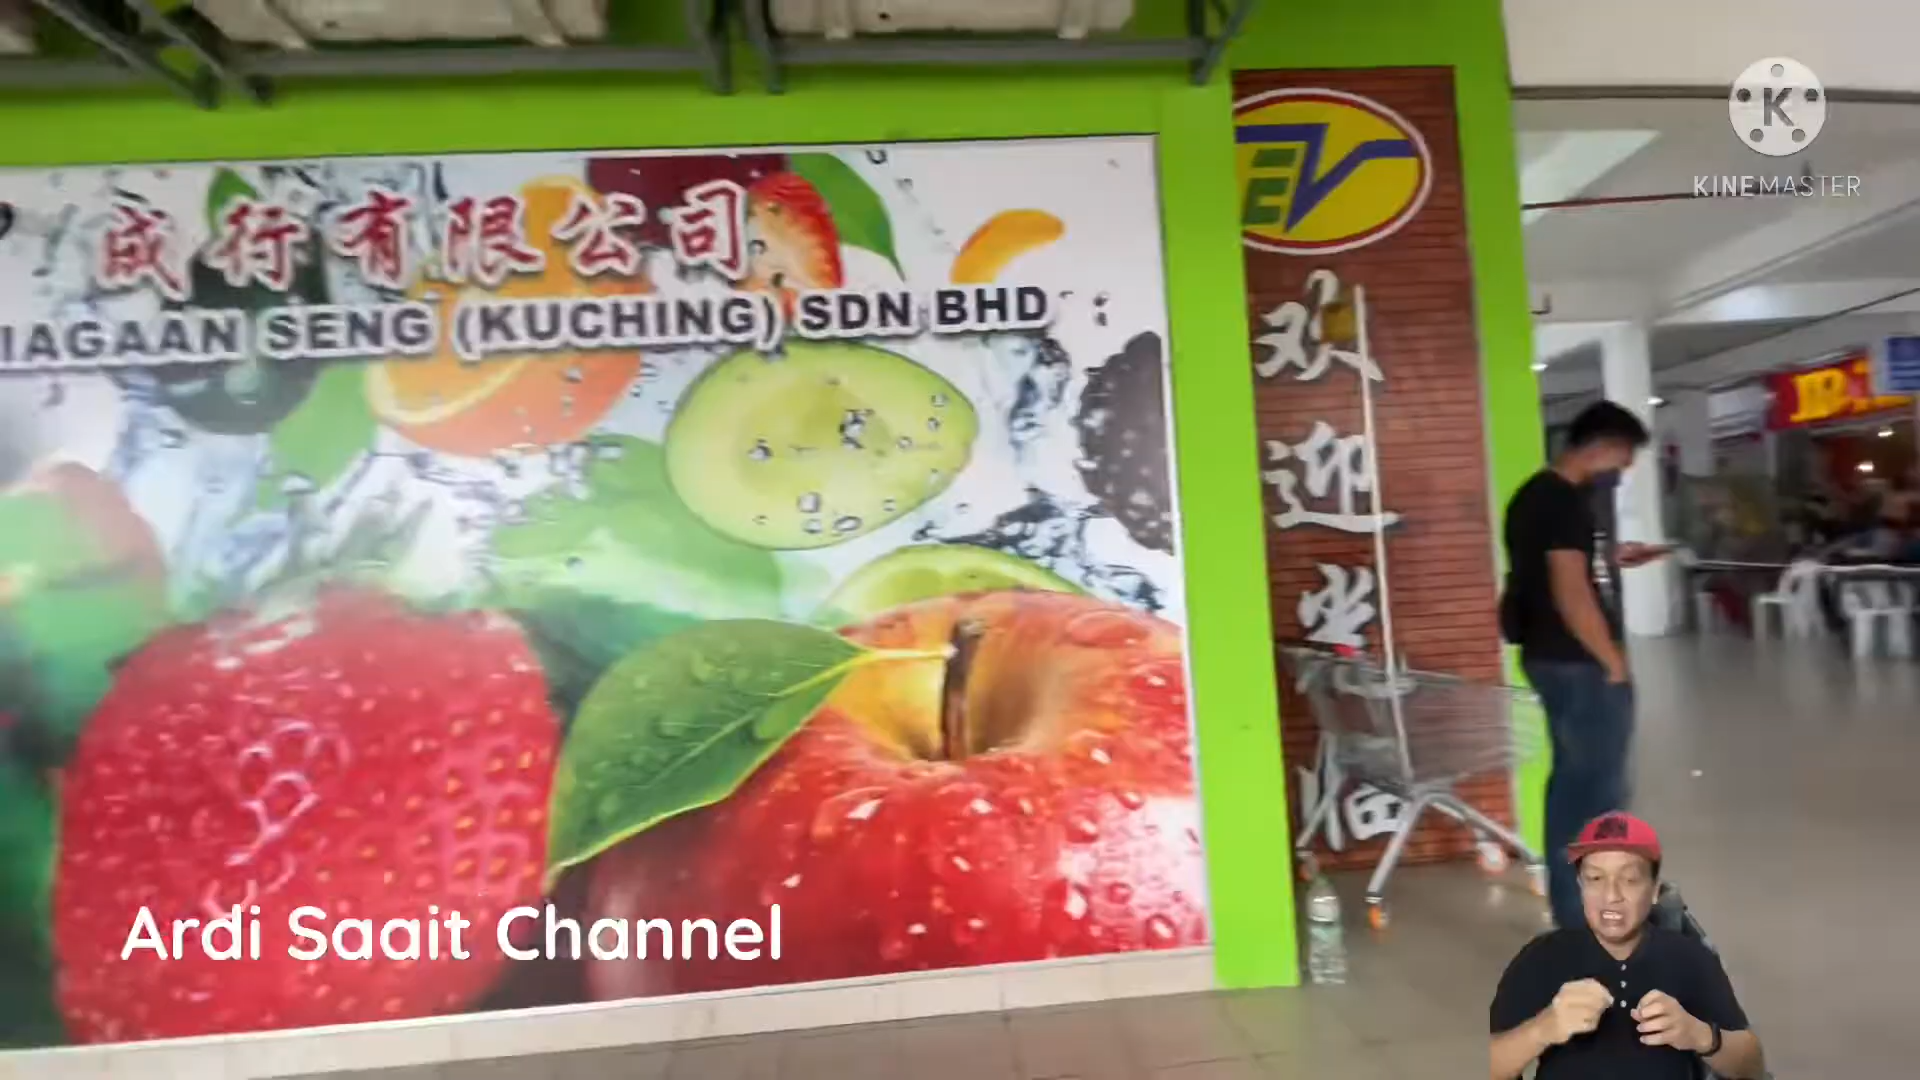 成行有限公司
IAGAAN SENG (KUCHING) SDN BHD
EV
欢迎光临
K
KINEMASTER
Ardi Saait Channel